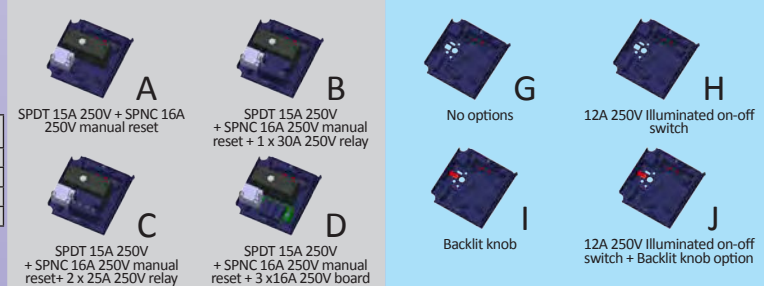 A
SPDT 15A 250V + SPNC 16A
250V manual reset
B
SPDT 15A 250V
+ SPNC 16A 250V manual
reset + 1 x 30A 250V relay
C
SPDT 15A 250V
+ SPNC 16A 250V manual
reset+ 2 x 25A 250V relay
D
SPDT 15A 250V
+ SPNC 16A 250V manual
reset + 3 x16A 250V board
G
No options
H
12A 250V Illuminated on-off
switch
I
Backlit knob
J
12A 250V Illuminated on-off
switch + Backlit knob option